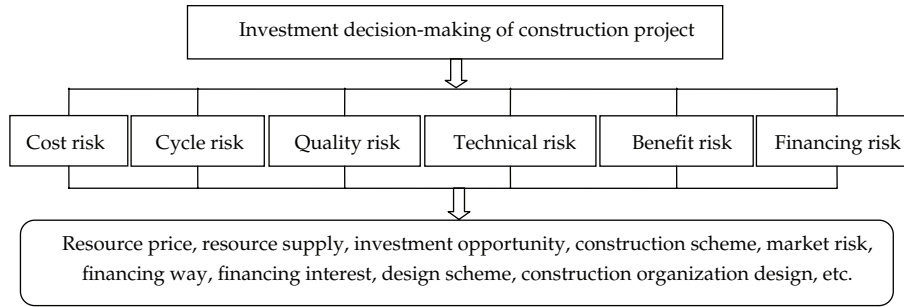 Investment decision-making of construction project
Cost risk
Cycle risk
Quality risk
Technical risk
Benefit risk
Financing risk
Resource price, resource supply, investment opportunity, construction scheme, market risk,
financing way, financing interest, design scheme, construction organization design, etc.